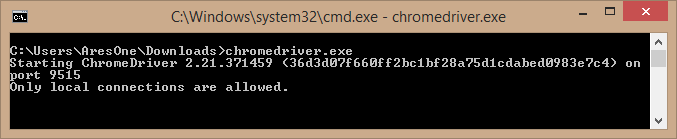 C:\Windows\system32\cmd.exe - chromedriver.exe
C:\Users\AresOne\Downloads>chromedriver.exe
Starting ChromeDriver 2.21.371459 (36d3d07f660ff2bc1bf28a75d1cdabed0983e7c4) on
port 9515
Only local connections are allowed.